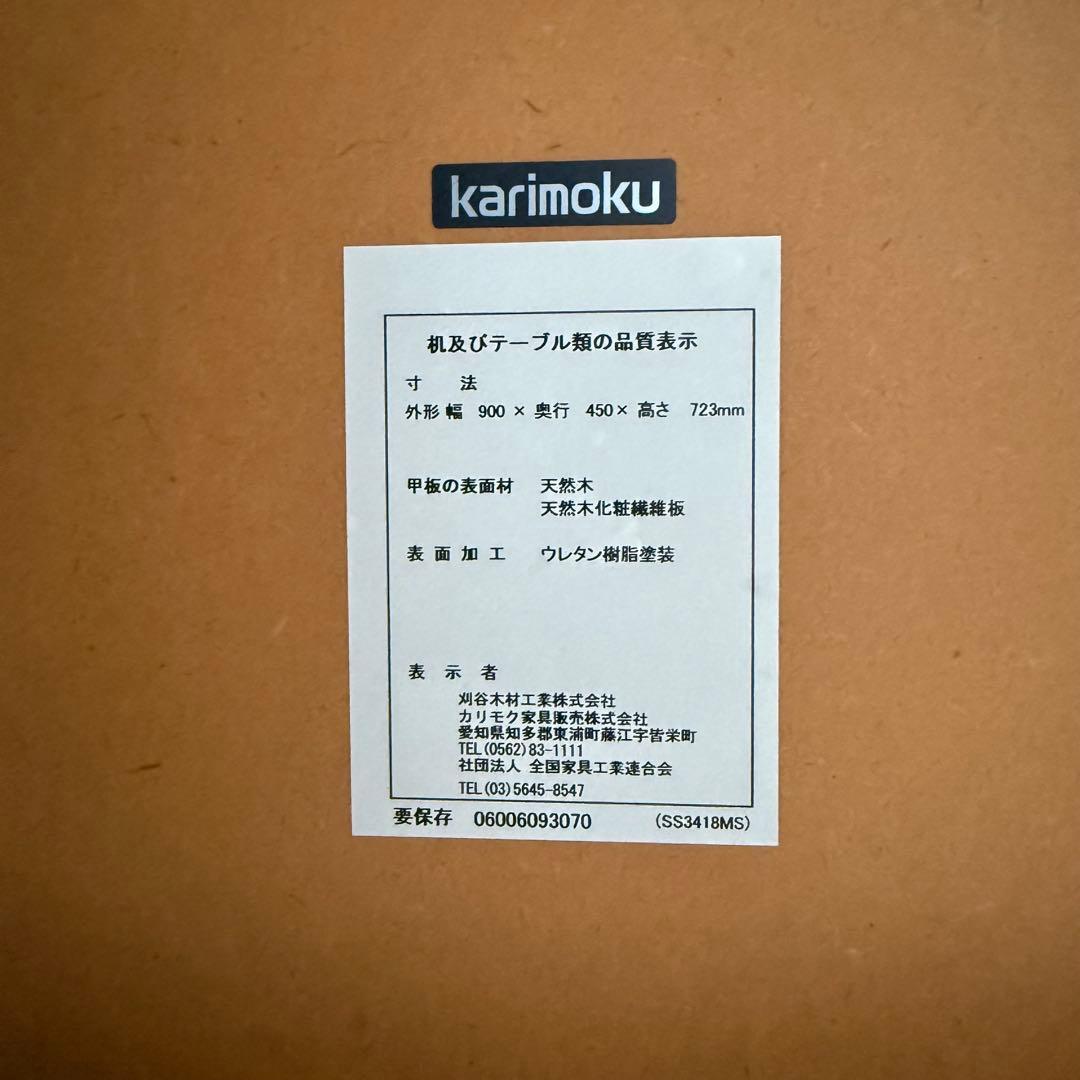 karimoku
机及びテーブル類の品質表示
寸 法
外形 幅 900 × 奥行 450× 高さ 723mm
甲板の表面材 天然木
天然木化粧繊維板
表面加工 ウレタン樹脂塗装
表示者
刈谷木材工業株式会社
カリモク家具販売株式会社
愛知県知多郡東浦町藤江字皆栄町
TEL(0562)83-1111
社団法人 全国家具工業連合会
TEL(03)5645-8547
要保存 06006093070 (SS3418MS)